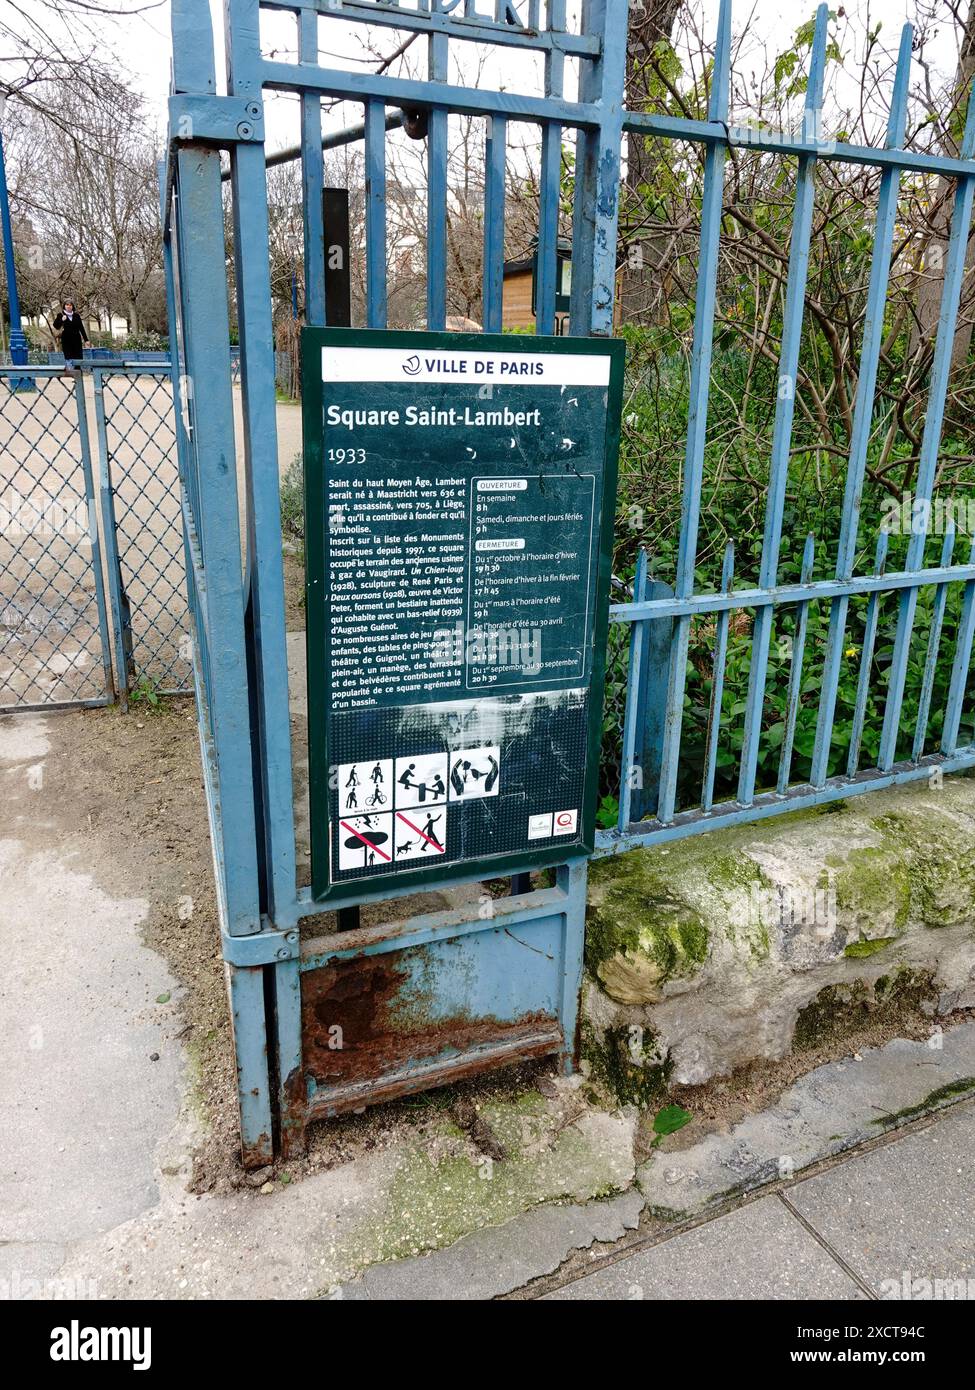 VILLE DE PARIS
Square Saint-Lambert
1933
Saint du haut Moyen Âge, Lambert
serait né à Maastricht vers 636 et
mort, assassiné, vers 705, à Liège,
ville qu'il a contribué à fonder et qu'il
symbolise.
Inscrit sur la liste des Monuments
historiques depuis 1997, ce square
occupe le terrain des anciennes usines
à gaz de Vaugirard. Un Chien-loup
(1928), sculpture de René Paris et
Deux oursons (1928), œuvre de Victor
Peter, forment un bestiaire inattendu
qui cohabite avec un bas-relief (1939)
d'Auguste Guénot.
De nombreuses aires de jeu pour les
enfants, des tables de ping-pong, un
théâtre de Guignol, un théâtre de
plein-air, un manège, des terrasses
et des belvédères contribuent à la
popularité de ce square agrémenté
d'un bassin.
OUVERTURE
En semaine
8 h
Samedi, dimanche et jours fériés
9 h
FERMETURE
Du 1er octobre à l'horaire d'hiver
19 h 30
De l'horaire d'hiver à la fin février
17 h 45
Du 1er mars à l'horaire d'été
19 h
De l'horaire d'été au 30 avril
20 h 30
Du 1er mai au 31 août
21 h 30
Du 1er septembre au 30 septembre
20 h 30
alamy
Image ID: 2XCT94C
www.alamy.com